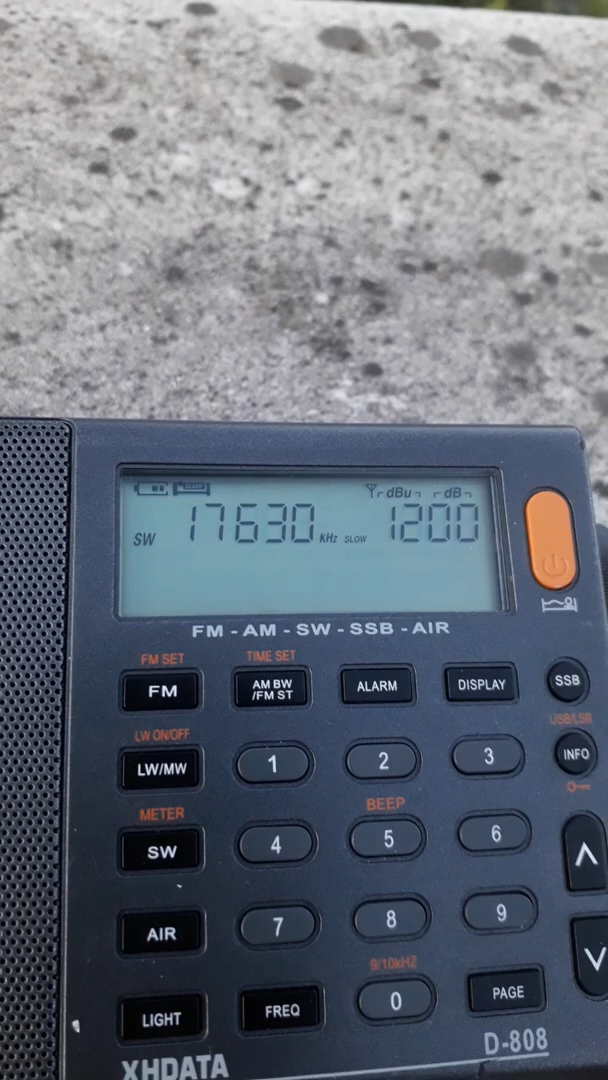 SLEEP dBu dB
SW 17630 KHz SLOW 1200
FM - AM - SW - SSB - AIR
FM SET TIME SET
FM AM BW /FM ST ALARM DISPLAY SSB
LW ON/OFF USB/LSB
LW/MW 1 2 3 INFO
METER BEEP
SW 4 5 6
AIR 7 8 9
9/10kHZ
LIGHT FREQ 0 PAGE
XHDATA D-808